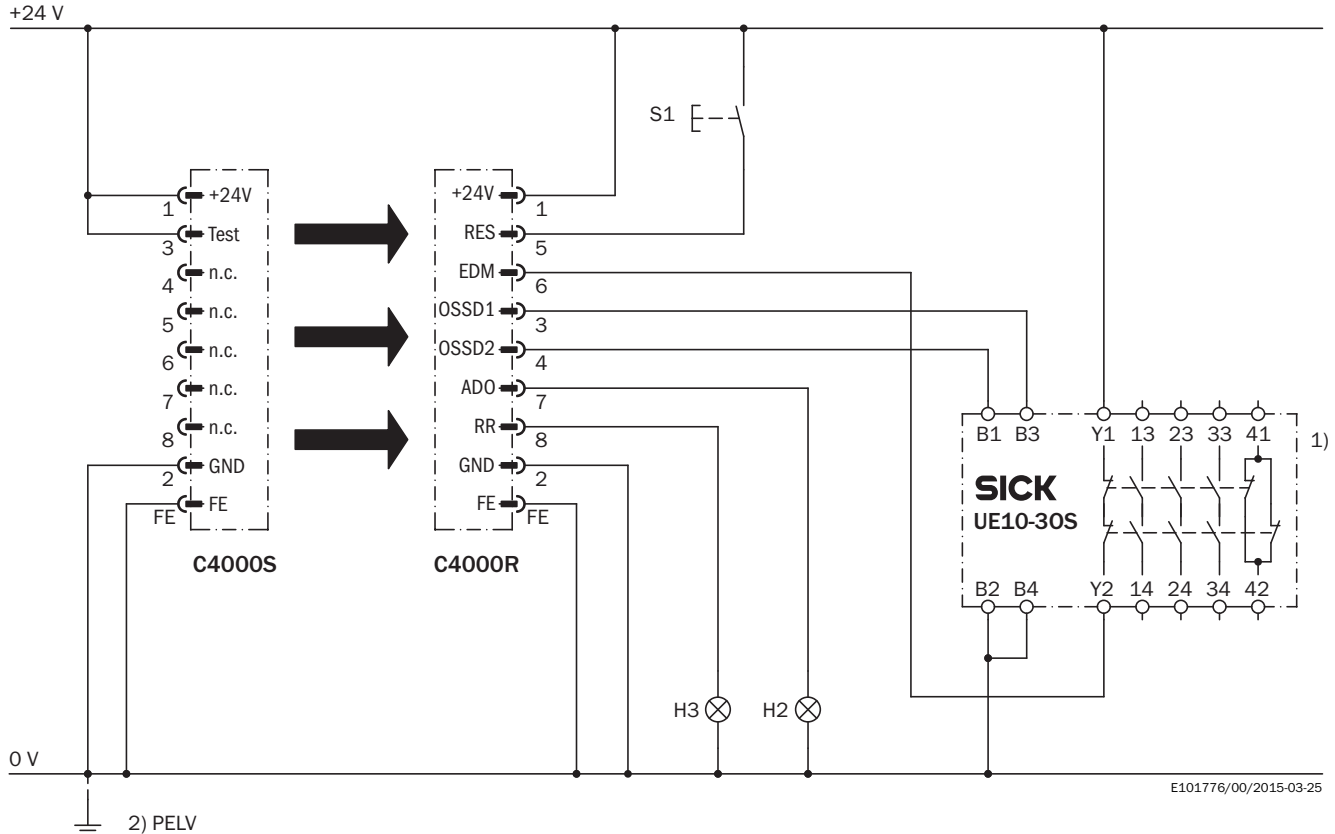 +24 V
S1
+24V
1
Test
3
n.c.
4
n.c.
5
n.c.
6
n.c.
7
n.c.
8
GND
2
FE
FE
C4000S
+24V
1
RES
5
EDM
6
OSSD1
3
OSSD2
4
ADO
7
RR
8
GND
2
FE
FE
C4000R
B1 B3 Y1 13 23 33 41
1)
SICK
UE10-30S
B2 B4 Y2 14 24 34 42
H3
H2
0 V
E101776/00/2015-03-25
2) PELV